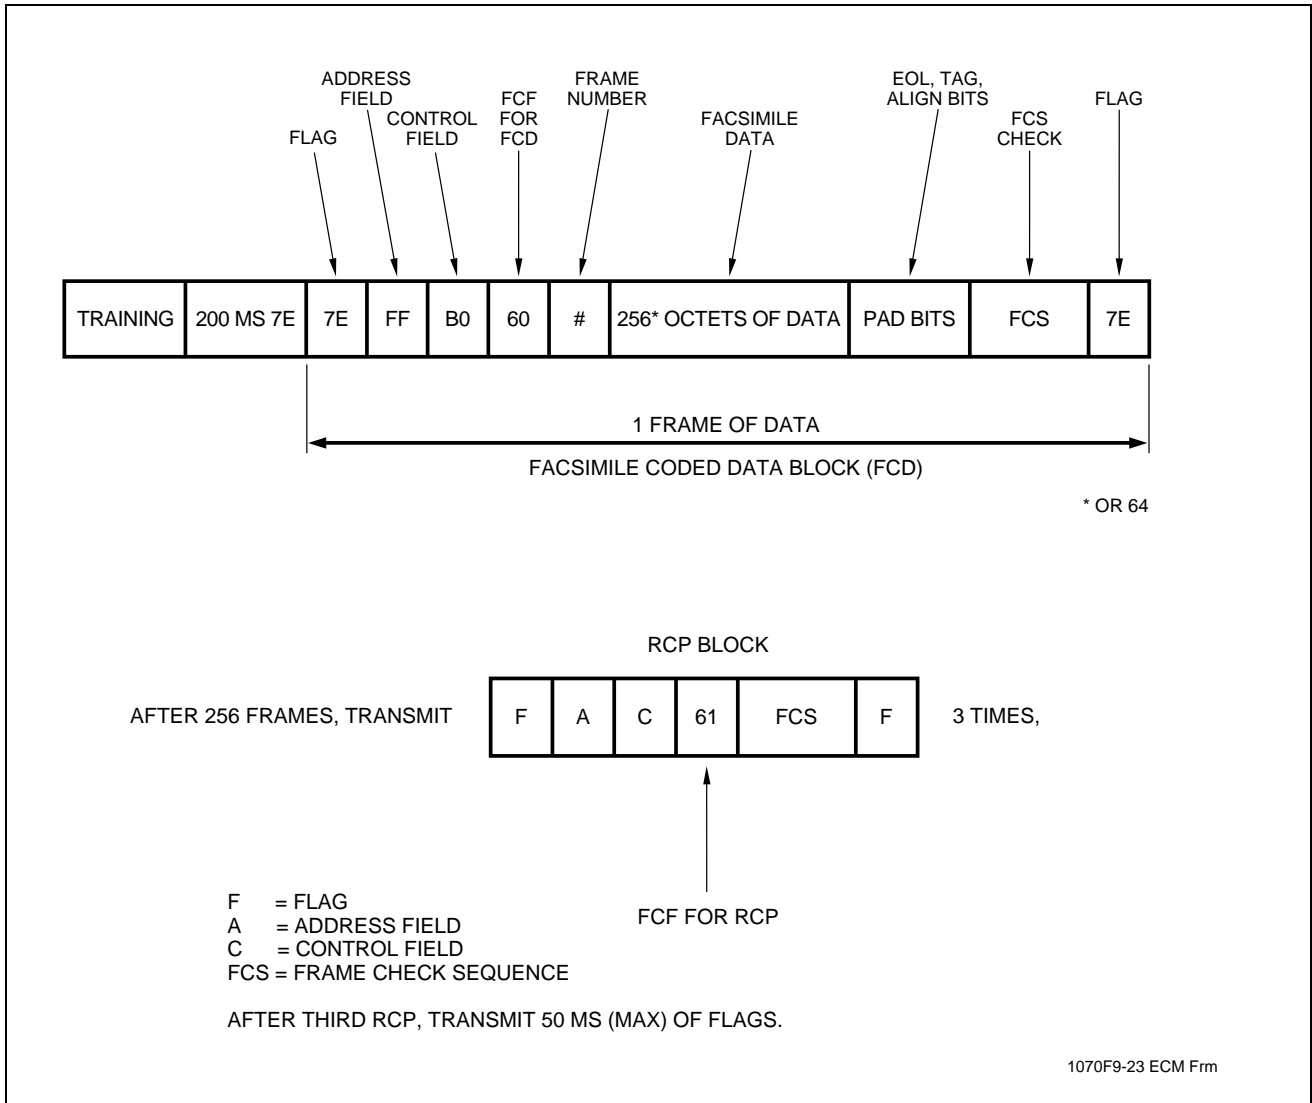 ADDRESS
FIELD
FRAME
NUMBER
EOL, TAG,
ALIGN BITS
FCF
FOR
FCD
FLAG
CONTROL
FIELD
FACSIMILE
DATA
FCS
CHECK
FLAG
TRAINING 200 MS 7E 7E FF B0 60 # 256* OCTETS OF DATA PAD BITS FCS 7E
1 FRAME OF DATA
FACSIMILE CODED DATA BLOCK (FCD)
* OR 64
RCP BLOCK
AFTER 256 FRAMES, TRANSMIT F A C 61 FCS F 3 TIMES,
FCF FOR RCP
F = FLAG
A = ADDRESS FIELD
C = CONTROL FIELD
FCS = FRAME CHECK SEQUENCE
AFTER THIRD RCP, TRANSMIT 50 MS (MAX) OF FLAGS.
1070F9-23 ECM Frm